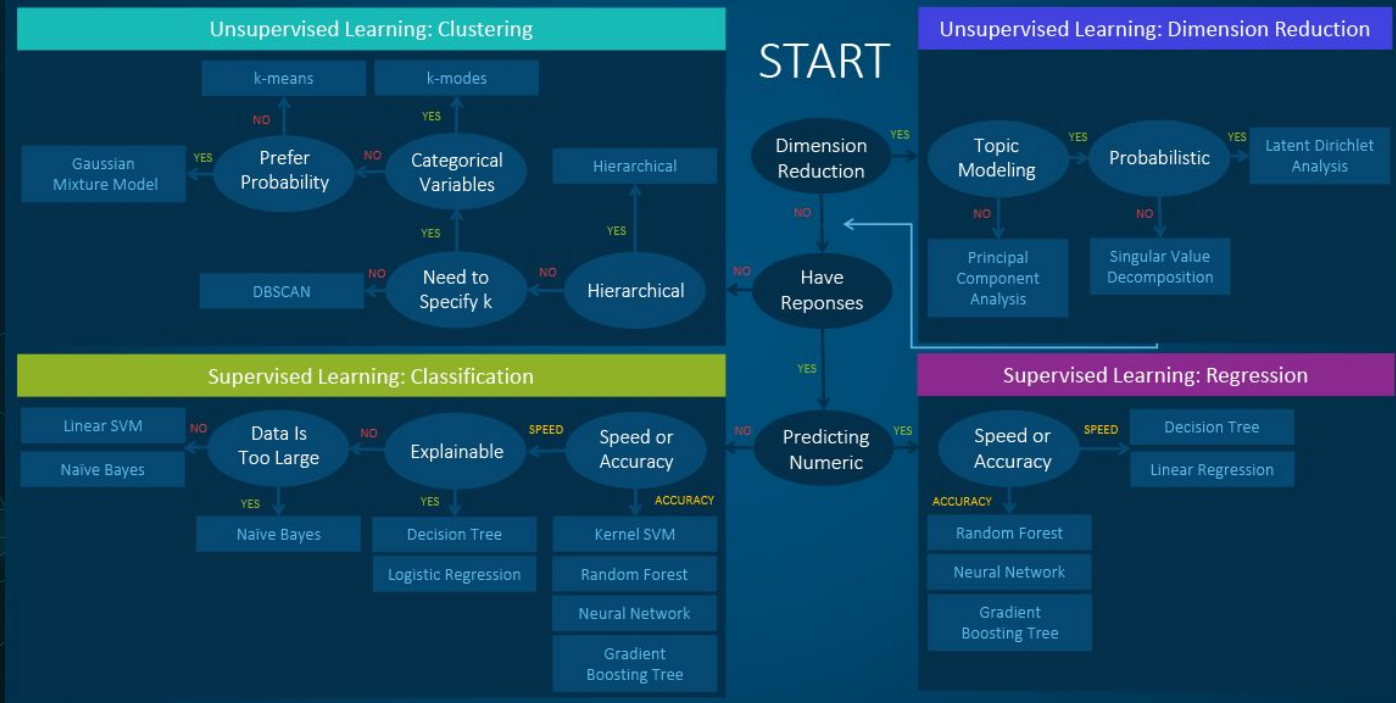 Unsupervised Learning: Clustering
k-means
k-modes
NO
YES
Gaussian
Mixture Model
YES
Prefer
Probability
NO
Categorical
Variables
Hierarchical
YES
YES
DBSCAN
NO
Need to
Specify k
NO
Hierarchical
START
Dimension
Reduction
YES
NO
NO
Have
Reponses
YES
NO
Predicting
Numeric
YES
Unsupervised Learning: Dimension Reduction
Topic
Modeling
YES
Probabilistic
YES
Latent Dirichlet
Analysis
NO
NO
Principal
Component
Analysis
Singular Value
Decomposition
Supervised Learning: Classification
Linear SVM
Naïve Bayes
NO
Data Is
Too Large
NO
Explainable
SPEED
Speed or
Accuracy
YES
YES
ACCURACY
Naïve Bayes
Decision Tree
Logistic Regression
Kernel SVM
Random Forest
Neural Network
Gradient
Boosting Tree
Supervised Learning: Regression
Speed or
Accuracy
SPEED
Decision Tree
Linear Regression
ACCURACY
Random Forest
Neural Network
Gradient
Boosting Tree